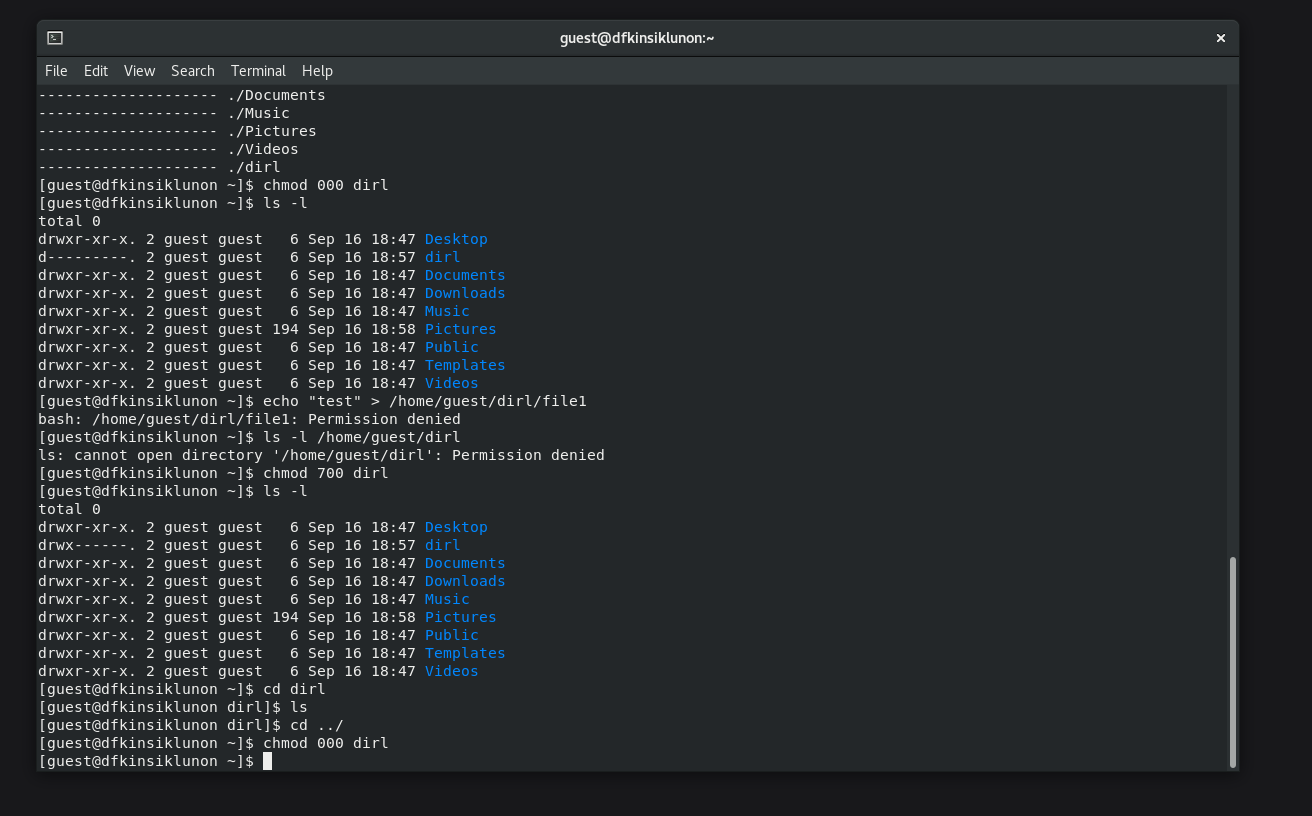 guest@dfkinsiklunon:~ ×
File Edit View Search Terminal Help
-------------------- ./Documents
-------------------- ./Music
-------------------- ./Pictures
-------------------- ./Videos
-------------------- ./dirl
[guest@dfkinsiklunon ~]$ chmod 000 dirl
[guest@dfkinsiklunon ~]$ ls -l
total 0
drwxr-xr-x. 2 guest guest   6 Sep 16 18:47 Desktop
d---------. 2 guest guest   6 Sep 16 18:57 dirl
drwxr-xr-x. 2 guest guest   6 Sep 16 18:47 Documents
drwxr-xr-x. 2 guest guest   6 Sep 16 18:47 Downloads
drwxr-xr-x. 2 guest guest   6 Sep 16 18:47 Music
drwxr-xr-x. 2 guest guest 194 Sep 16 18:58 Pictures
drwxr-xr-x. 2 guest guest   6 Sep 16 18:47 Public
drwxr-xr-x. 2 guest guest   6 Sep 16 18:47 Templates
drwxr-xr-x. 2 guest guest   6 Sep 16 18:47 Videos
[guest@dfkinsiklunon ~]$ echo "test" > /home/guest/dirl/file1
bash: /home/guest/dirl/file1: Permission denied
[guest@dfkinsiklunon ~]$ ls -l /home/guest/dirl
ls: cannot open directory '/home/guest/dirl': Permission denied
[guest@dfkinsiklunon ~]$ chmod 700 dirl
[guest@dfkinsiklunon ~]$ ls -l
total 0
drwxr-xr-x. 2 guest guest   6 Sep 16 18:47 Desktop
drwx------. 2 guest guest   6 Sep 16 18:57 dirl
drwxr-xr-x. 2 guest guest   6 Sep 16 18:47 Documents
drwxr-xr-x. 2 guest guest   6 Sep 16 18:47 Downloads
drwxr-xr-x. 2 guest guest   6 Sep 16 18:47 Music
drwxr-xr-x. 2 guest guest 194 Sep 16 18:58 Pictures
drwxr-xr-x. 2 guest guest   6 Sep 16 18:47 Public
drwxr-xr-x. 2 guest guest   6 Sep 16 18:47 Templates
drwxr-xr-x. 2 guest guest   6 Sep 16 18:47 Videos
[guest@dfkinsiklunon ~]$ cd dirl
[guest@dfkinsiklunon dirl]$ ls
[guest@dfkinsiklunon dirl]$ cd ../
[guest@dfkinsiklunon ~]$ chmod 000 dirl
[guest@dfkinsiklunon ~]$